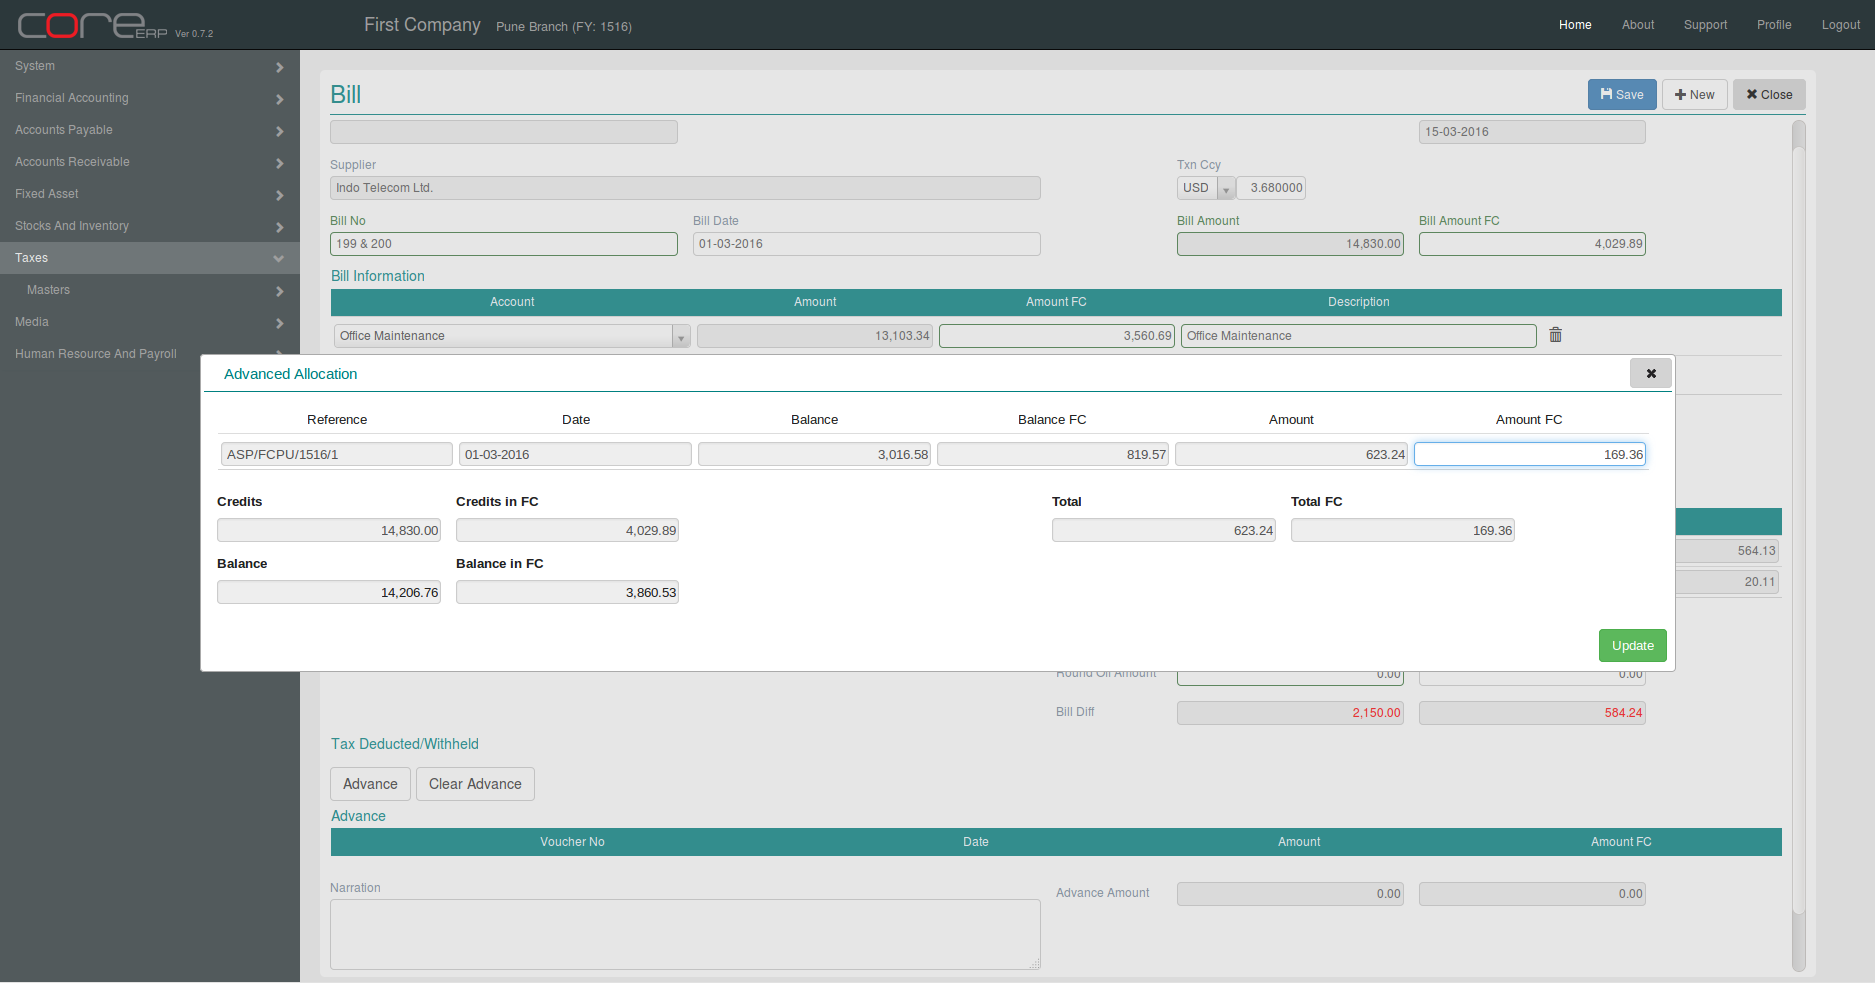 core ERP Ver 0.7.2
First Company Pune Branch (FY: 1516)
Home About Support Profile Logout
System
Financial Accounting
Accounts Payable
Accounts Receivable
Fixed Asset
Stocks And Inventory
Taxes
Masters
Media
Human Resource And Payroll
Bill
Save New Close
15-03-2016
Supplier Txn Ccy
Indo Telecom Ltd. USD 3.680000
Bill No Bill Date Bill Amount Bill Amount FC
199 & 200 01-03-2016 14,830.00 4,029.89
Bill Information
Account Amount Amount FC Description
Office Maintenance 13,103.34 3,560.69 Office Maintenance
Advanced Allocation
Reference Date Balance Balance FC Amount Amount FC
ASP/FCPU/1516/1 01-03-2016 3,016.58 819.57 623.24 169.36
Credits Credits in FC Total Total FC
14,830.00 4,029.89 623.24 169.36
Balance Balance in FC
14,206.76 3,860.53
564.13
20.11
Update
Round Off Amount 0.00 0.00
Bill Diff 2,150.00 584.24
Tax Deducted/Withheld
Advance Clear Advance
Advance
Voucher No Date Amount Amount FC
Narration
Advance Amount 0.00 0.00